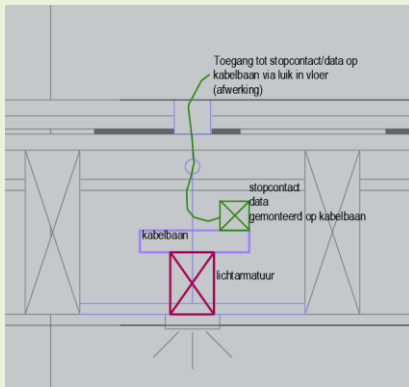 Toegang tot stopcontact/data op
kabelbaan via luik in vloer
(afwerking)
stopcontact
data
gemonteerd op kabelbaan
kabelbaan
lichtarmatuur